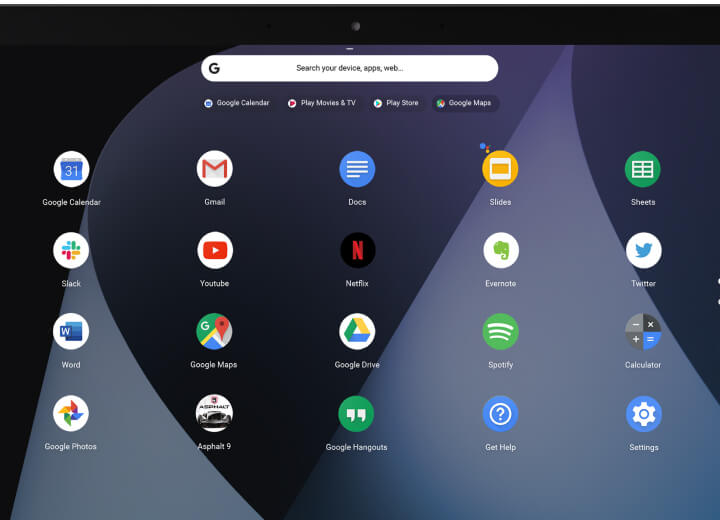 G Search your device, apps, web...
Google Calendar Play Movies & TV Play Store Google Maps
31
Google Calendar Gmail Docs Slides Sheets
N
Slack Youtube Netflix Evernote Twitter
W G
Word Google Maps Google Drive Spotify Calculator
ASPHALT
Google Photos Asphalt 9 Google Hangouts Get Help Settings